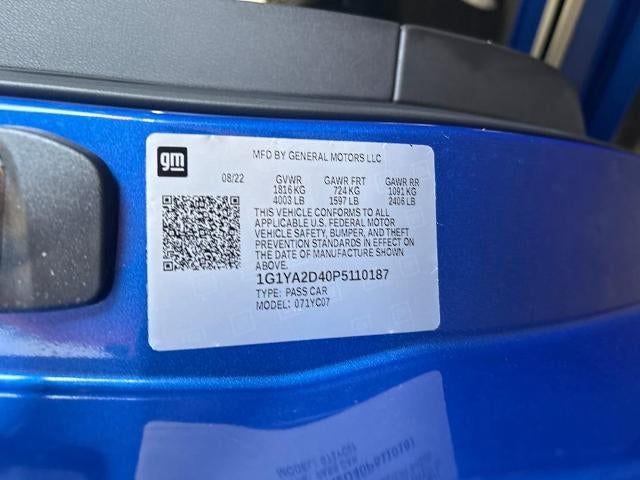 gm
MFD BY GENERAL MOTORS LLC
08/22 GVWR GAWR FRT GAWR RR
1816 KG 724 KG 1091 KG
4003 LB 1597 LB 2406 LB
THIS VEHICLE CONFORMS TO ALL
APPLICABLE U.S. FEDERAL MOTOR
VEHICLE SAFETY, BUMPER, AND THEFT
PREVENTION STANDARDS IN EFFECT ON
THE DATE OF MANUFACTURE SHOWN
ABOVE.
1G1YA2D40P5110187
TYPE: PASS CAR
MODEL: 071YC07